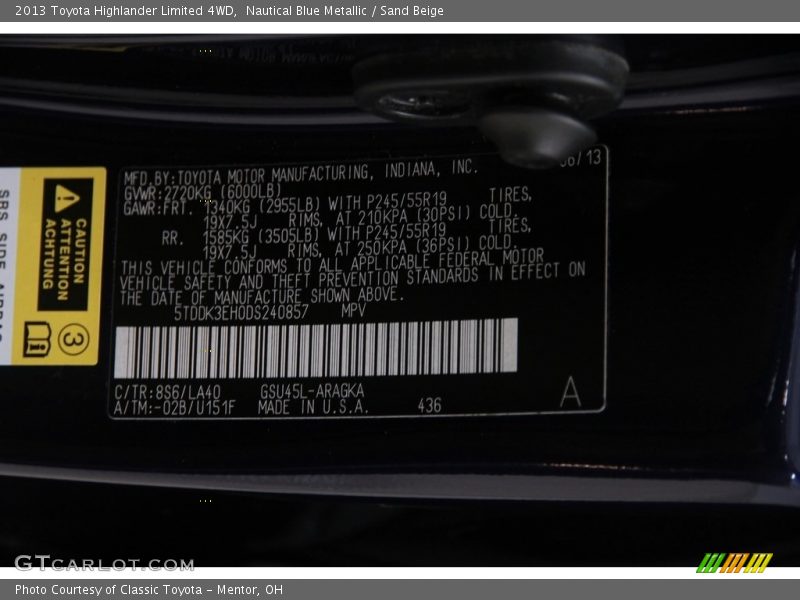 2013 Toyota Highlander Limited 4WD, Nautical Blue Metallic / Sand Beige
MFD.BY:TOYOTA MOTOR MANUFACTURING, INDIANA, INC. 06/13
GVWR:2720KG (6000LB)
GAWR:FRT. 1340KG (2955LB) WITH P245/55R19 TIRES,
19X7.5J RIMS, AT 210KPA (30PSI) COLD.
RR. 1585KG (3505LB) WITH P245/55R19 TIRES,
19X7.5J RIMS, AT 250KPA (36PSI) COLD.
THIS VEHICLE CONFORMS TO ALL APPLICABLE FEDERAL MOTOR
VEHICLE SAFETY AND THEFT PREVENTION STANDARDS IN EFFECT ON
THE DATE OF MANUFACTURE SHOWN ABOVE.
5TDDK3EH0DS240857 MPV
C/TR:8S6/LA40 GSU45L-ARAGKA
A/TM:-02B/U151F MADE IN U.S.A. 436
A
CAUTION
ATTENTION
ACHTUNG
3
SRS SIDE AIRBAG
GTCARLOT.COM
Photo Courtesy of Classic Toyota - Mentor, OH